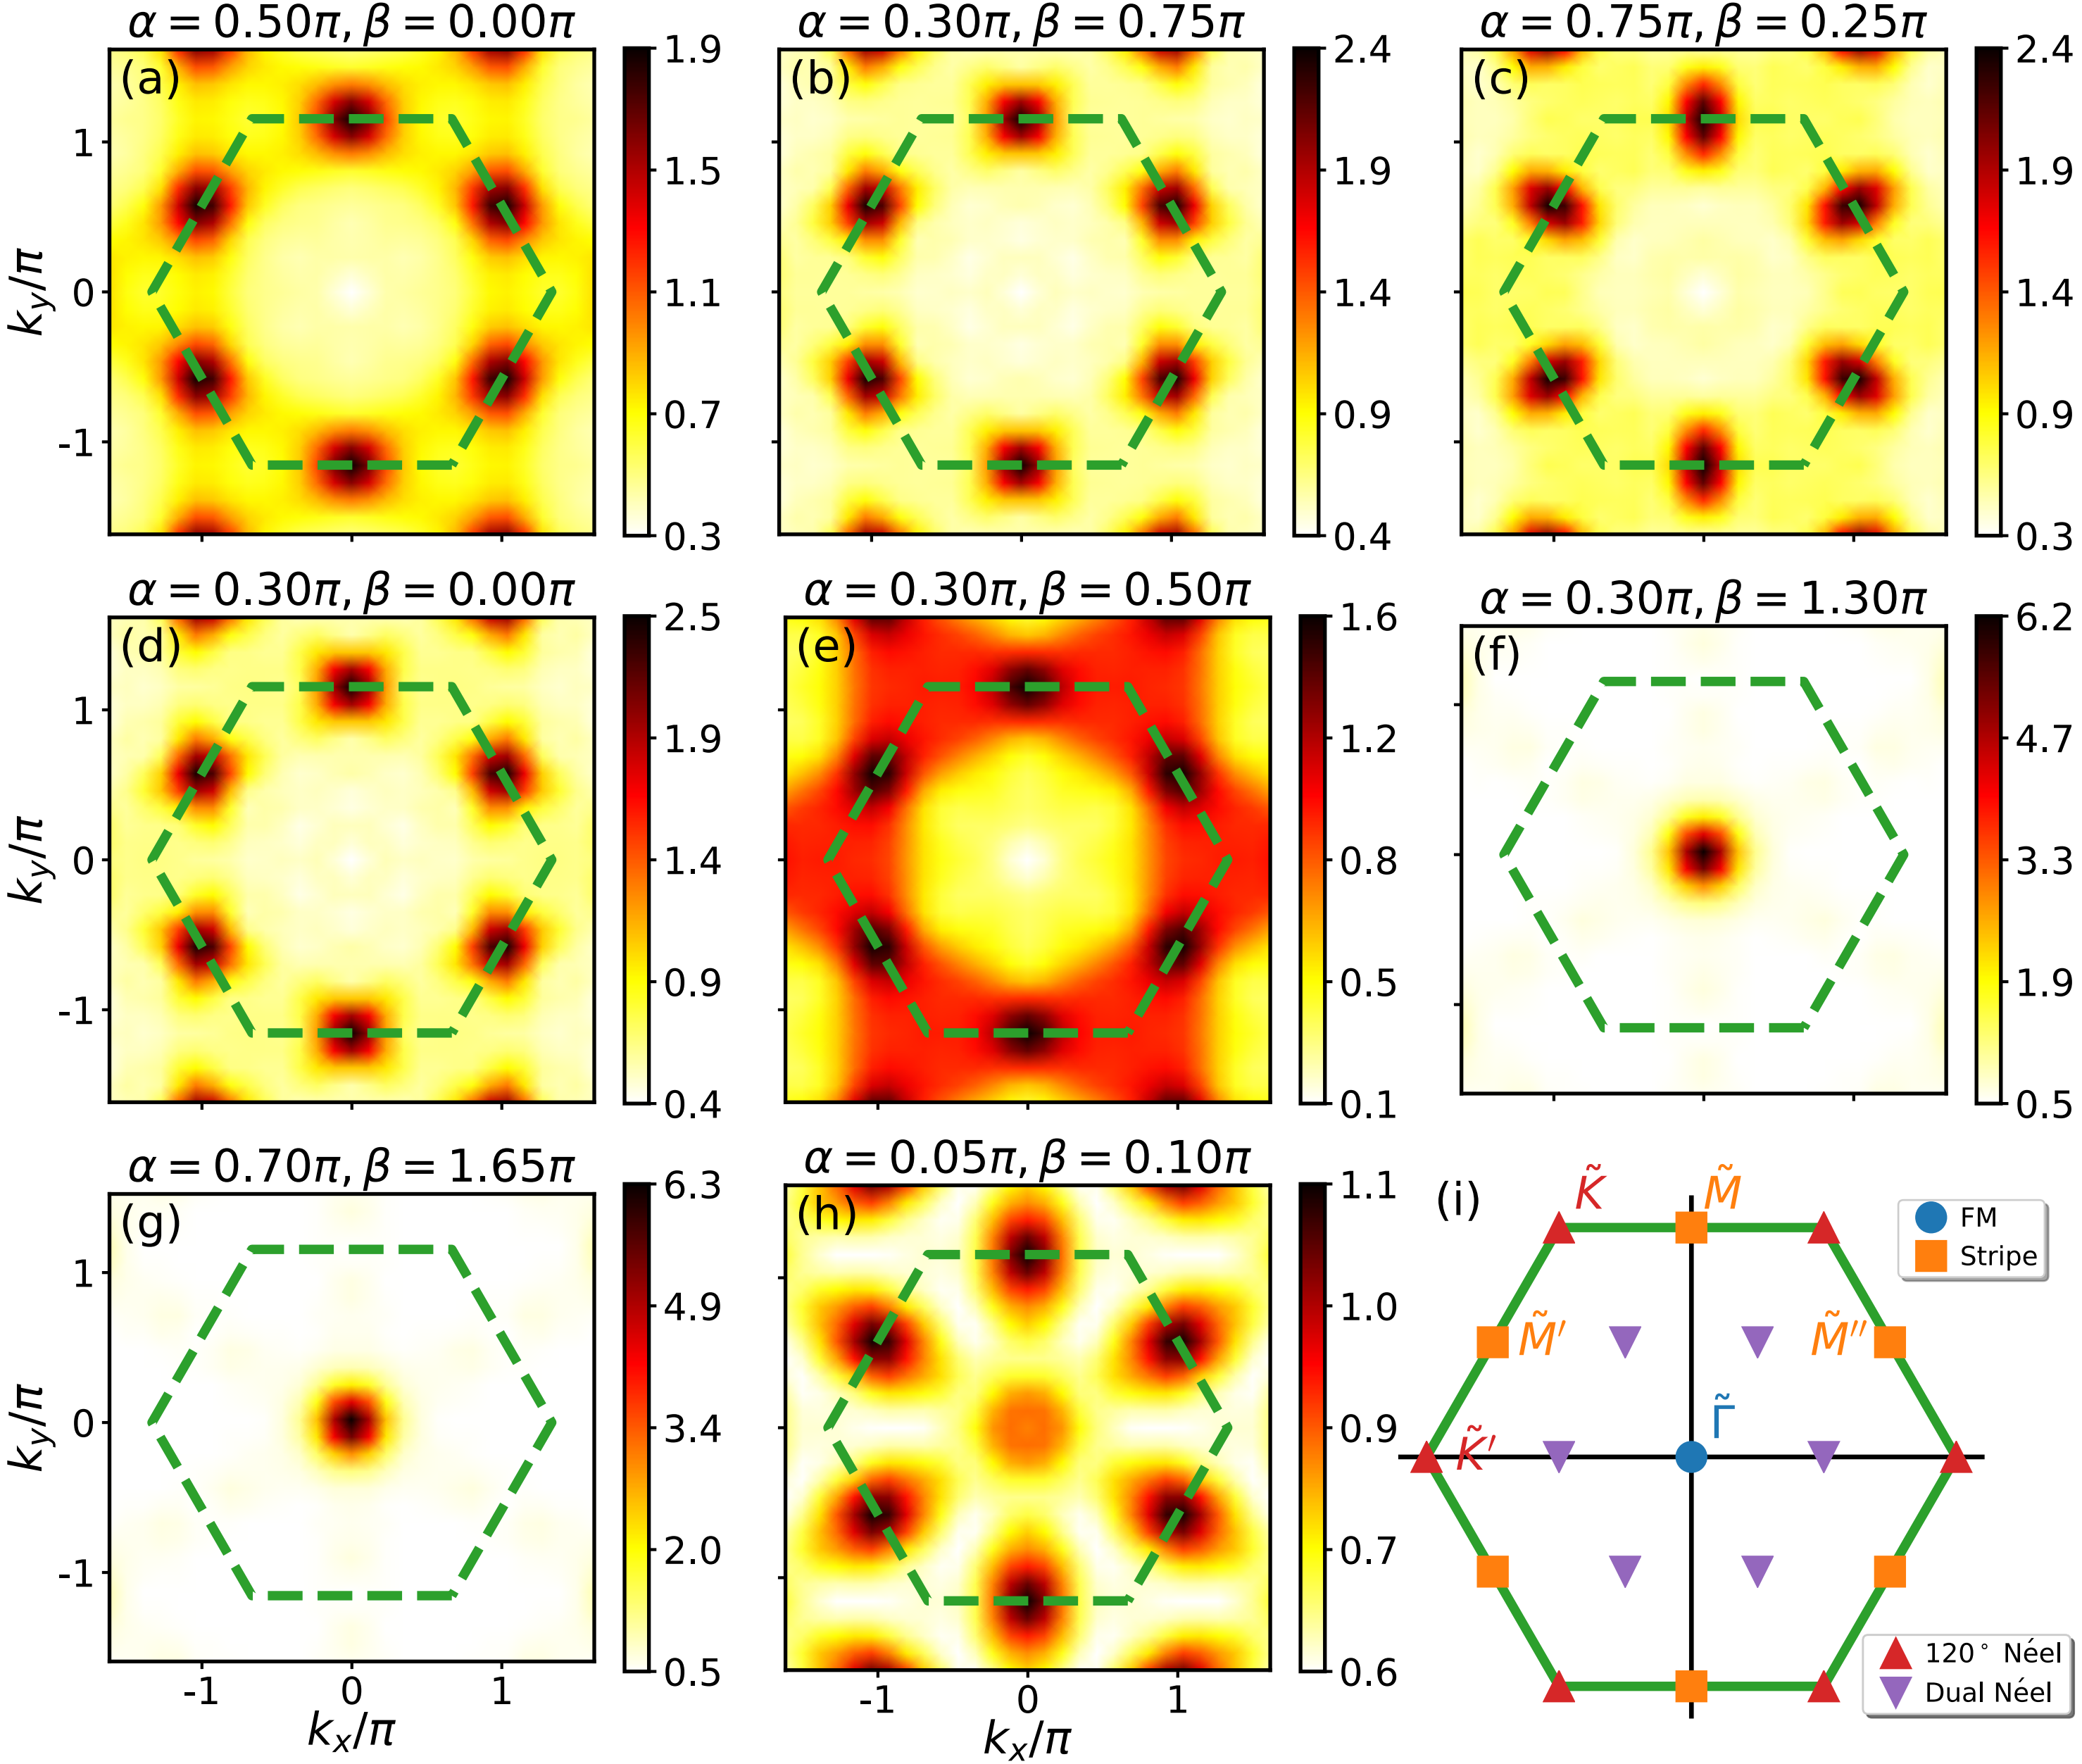 α = 0.50π, β = 0.00π
(a)
1.9
1.5
1.1
0.7
0.3
1
0
-1
k_y/π
α = 0.30π, β = 0.75π
(b)
2.4
1.9
1.4
0.9
0.4
α = 0.75π, β = 0.25π
(c)
2.4
1.9
1.4
0.9
0.3
α = 0.30π, β = 0.00π
(d)
2.5
1.9
1.4
0.9
0.4
1
0
-1
k_y/π
α = 0.30π, β = 0.50π
(e)
1.6
1.2
0.8
0.5
0.1
α = 0.30π, β = 1.30π
(f)
6.2
4.7
3.3
1.9
0.5
α = 0.70π, β = 1.65π
(g)
6.3
4.9
3.4
2.0
0.5
1
0
-1
k_y/π
-1 0 1
k_x/π
α = 0.05π, β = 0.10π
(h)
1.1
1.0
0.9
0.7
0.6
-1 0 1
k_x/π
(i)
K̃
M̃
FM
Stripe
M̃′
M̃′′
Γ̃
K̃′
120° Néel
Dual Néel